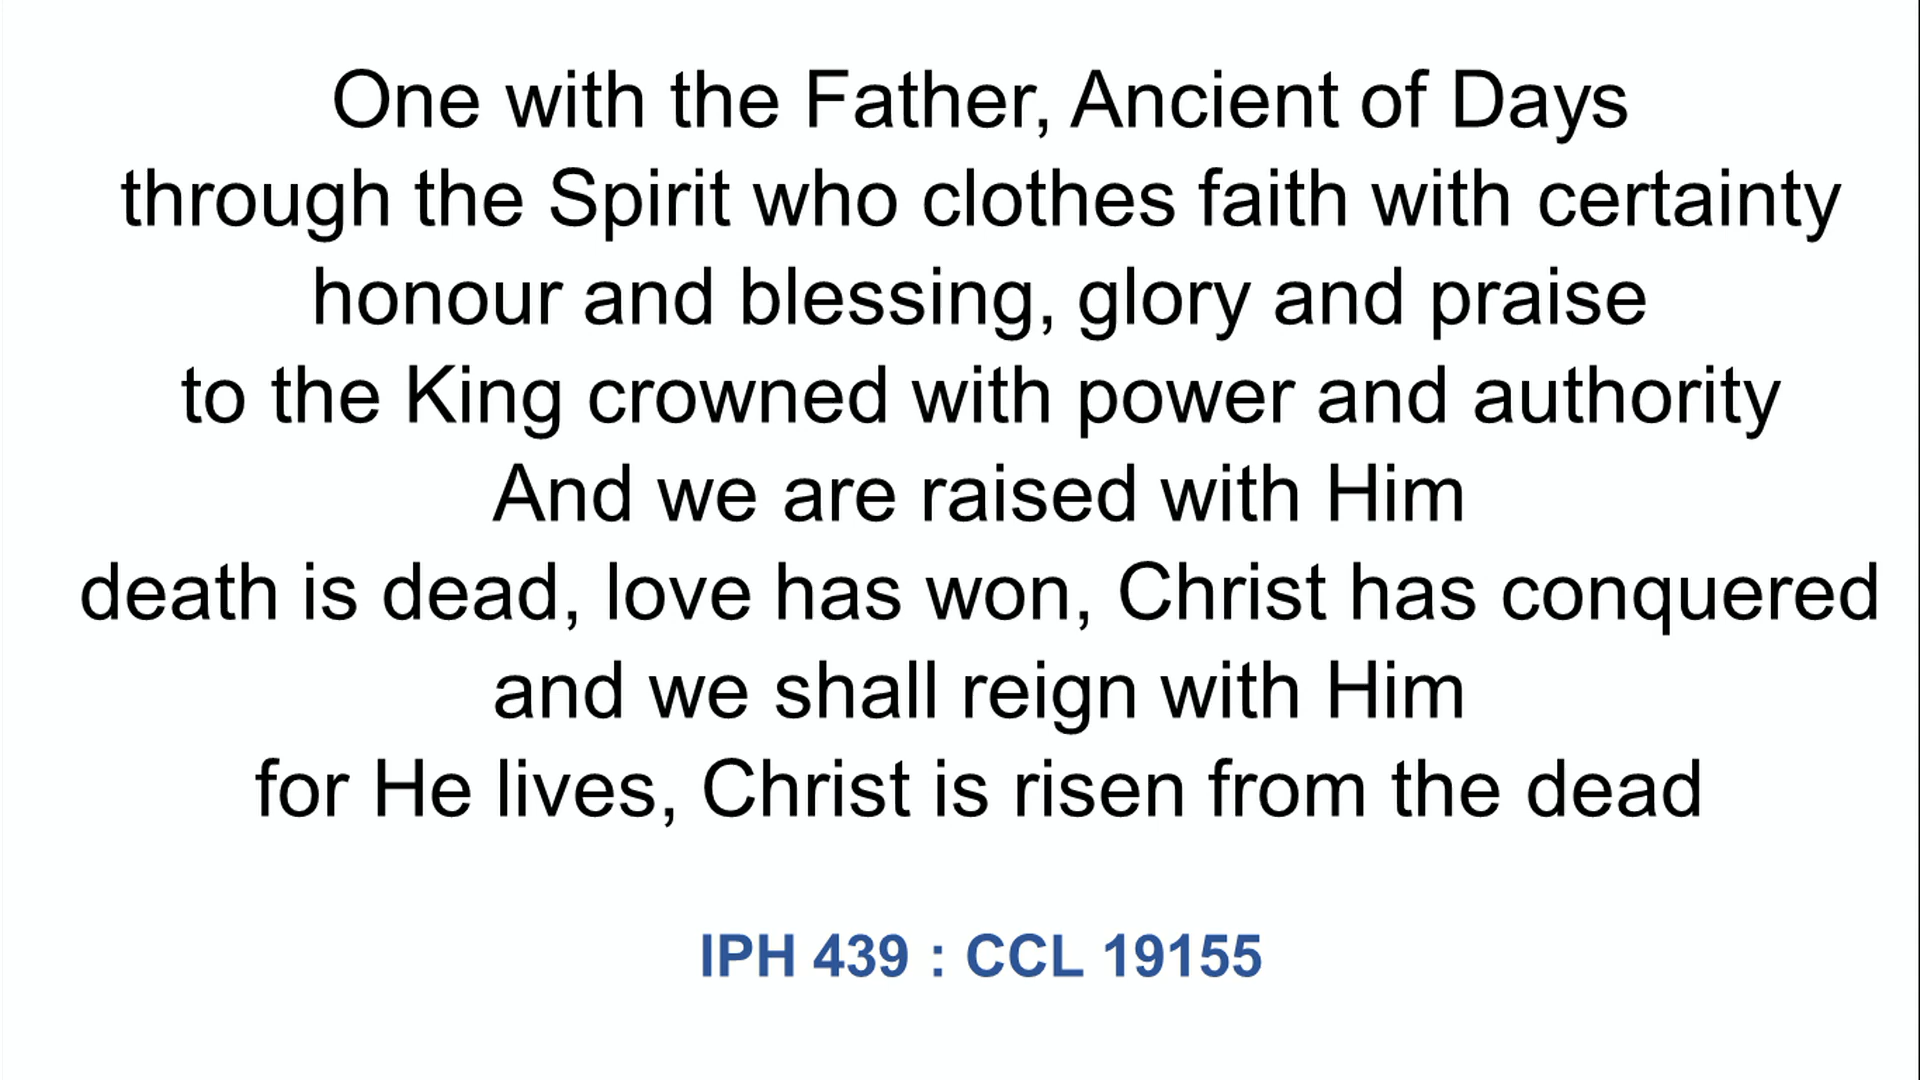 One with the Father, Ancient of Days
through the Spirit who clothes faith with certainty
honour and blessing, glory and praise
to the King crowned with power and authority
And we are raised with Him
death is dead, love has won, Christ has conquered
and we shall reign with Him
for He lives, Christ is risen from the dead
IPH 439 : CCL 19155